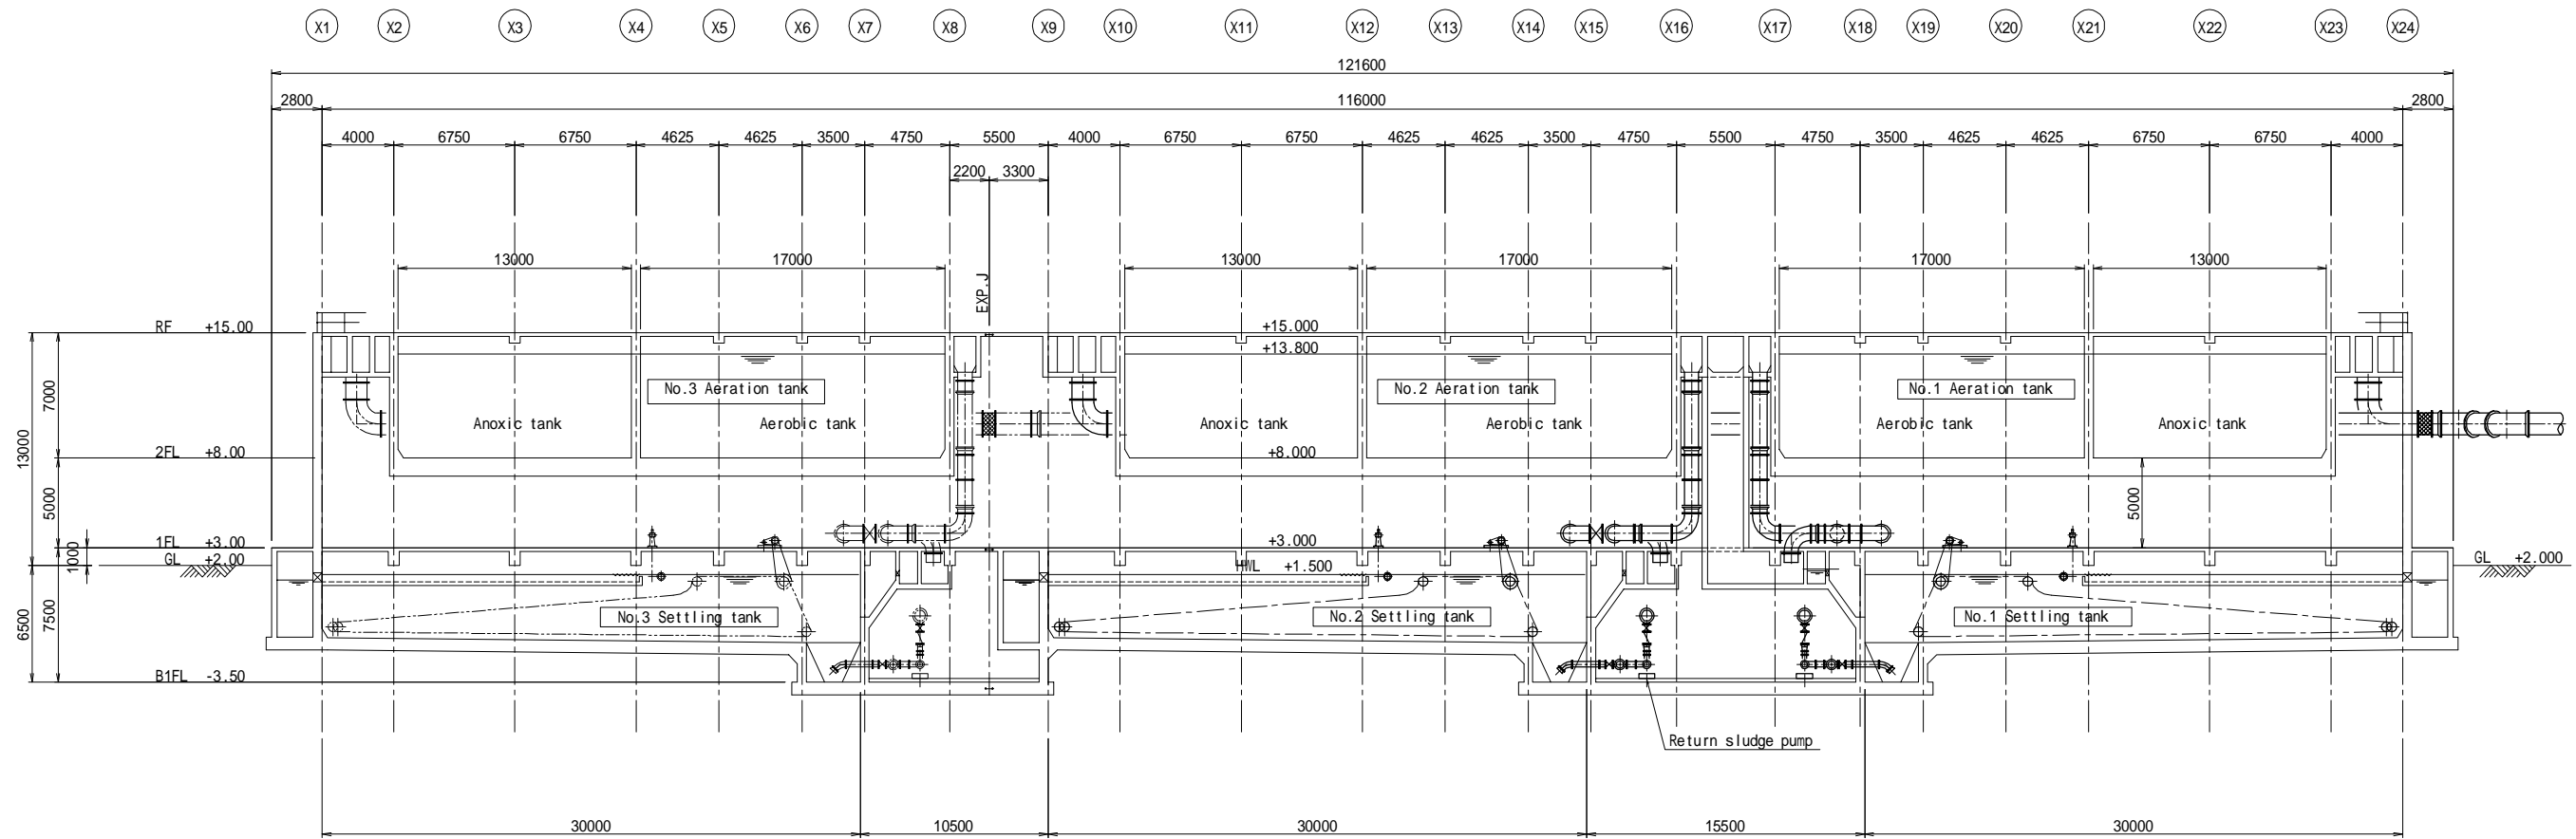 X1 X2 X3 X4 X5 X6 X7 X8 X9 X10 X11 X12 X13 X14 X15 X16 X17 X18 X19 X20 X21 X22 X23 X24
121600
2800 116000 2800
4000 6750 6750 4625 4625 3500 4750 5500 4000 6750 6750 4625 4625 3500 4750 5500 4750 3500 4625 4625 6750 6750 4000
2200 3300
13000 17000 13000 17000 17000 13000
EXP.J
RF +15.00
+15.000
+13.800
No.3 Aeration tank
No.2 Aeration tank
No.1 Aeration tank
Anoxic tank
Aerobic tank
Anoxic tank
Aerobic tank
Aerobic tank
Anoxic tank
7000
13000
2FL +8.00
+8.000
5000
5000
1FL +3.00
+3.000
1000
GL +2.00
GL +2.000
HWL +1.500
No.3 Settling tank
No.2 Settling tank
No.1 Settling tank
6500
7500
B1FL -3.50
Return sludge pump
30000 10500 30000 15500 30000